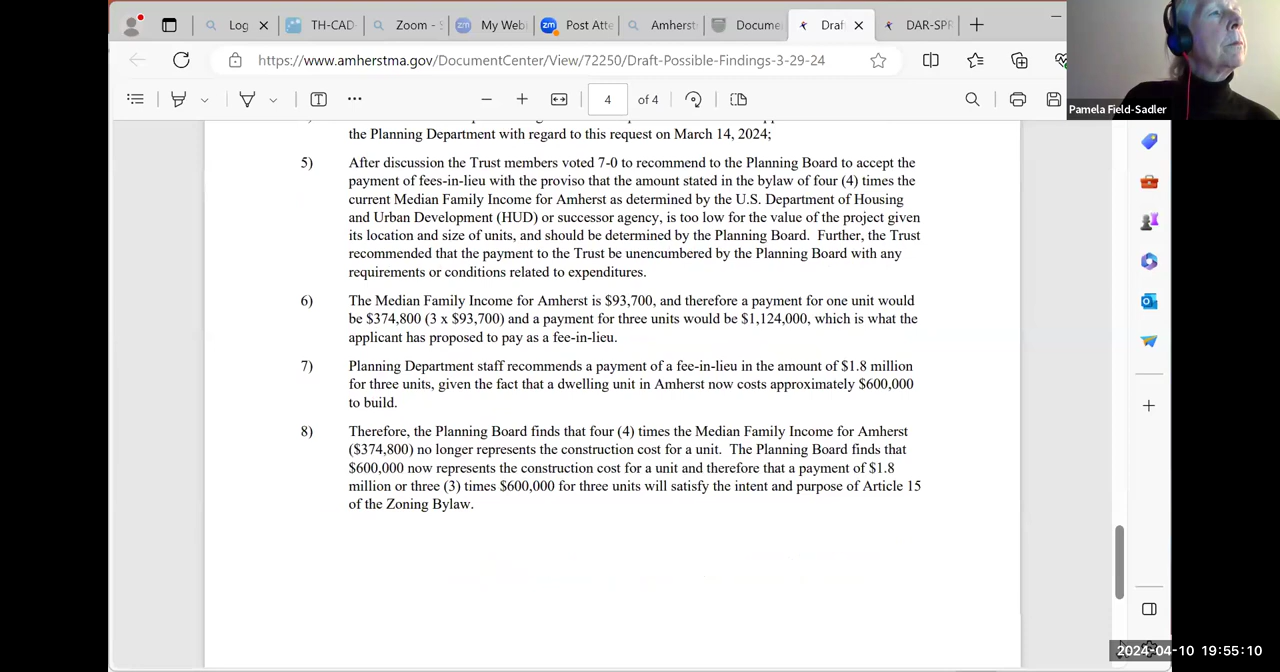 Log
TH-CAD
Zoom - S
My Webi
Post Atte
Amherst
Docume
Draf
DAR-SPR
https://www.amherstma.gov/DocumentCenter/View/72250/Draft-Possible-Findings-3-29-24
4 of 4
Pamela Field-Sadler
the Planning Department with regard to this request on March 14, 2024;
5) After discussion the Trust members voted 7-0 to recommend to the Planning Board to accept the
payment of fees-in-lieu with the proviso that the amount stated in the bylaw of four (4) times the
current Median Family Income for Amherst as determined by the U.S. Department of Housing
and Urban Development (HUD) or successor agency, is too low for the value of the project given
its location and size of units, and should be determined by the Planning Board. Further, the Trust
recommended that the payment to the Trust be unencumbered by the Planning Board with any
requirements or conditions related to expenditures.
6) The Median Family Income for Amherst is $93,700, and therefore a payment for one unit would
be $374,800 (3 x $93,700) and a payment for three units would be $1,124,000, which is what the
applicant has proposed to pay as a fee-in-lieu.
7) Planning Department staff recommends a payment of a fee-in-lieu in the amount of $1.8 million
for three units, given the fact that a dwelling unit in Amherst now costs approximately $600,000
to build.
8) Therefore, the Planning Board finds that four (4) times the Median Family Income for Amherst
($374,800) no longer represents the construction cost for a unit. The Planning Board finds that
$600,000 now represents the construction cost for a unit and therefore that a payment of $1.8
million or three (3) times $600,000 for three units will satisfy the intent and purpose of Article 15
of the Zoning Bylaw.
2024-04-10 19:55:10